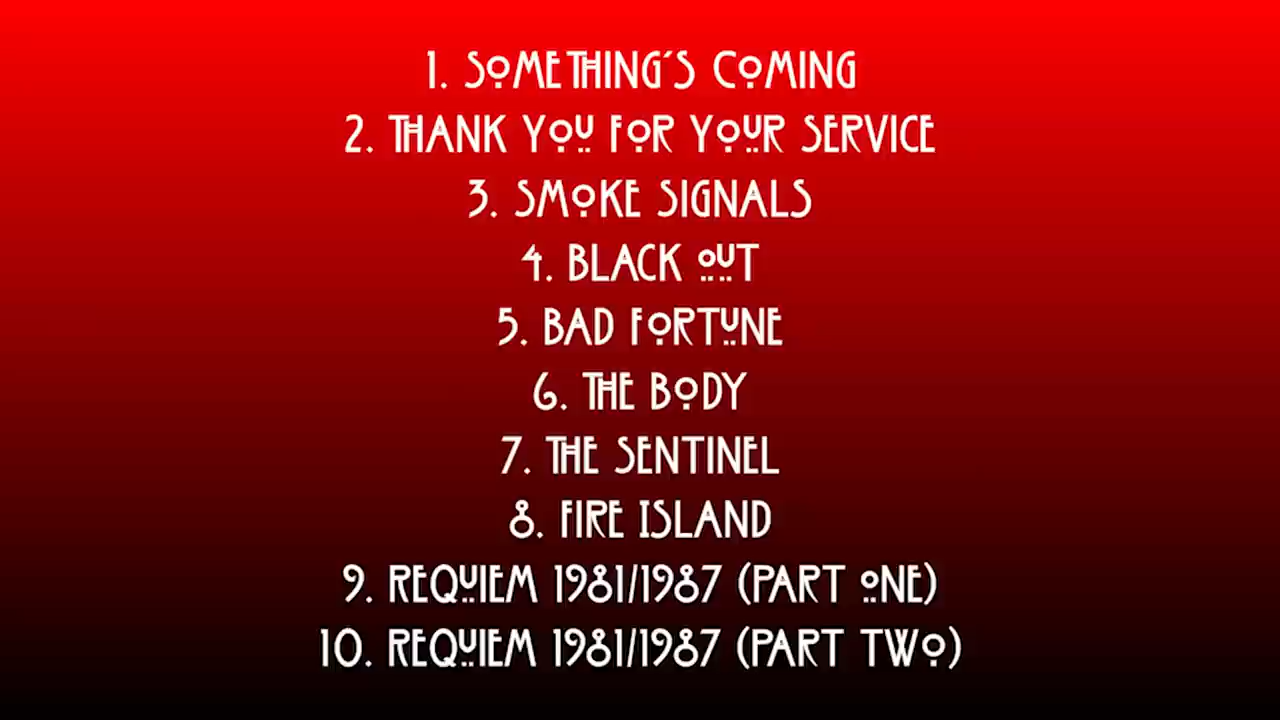 1. SOMETHING'S COMING
2. THANK YOU FOR YOUR SERVICE
3. SMOKE SIGNALS
4. BLACK OUT
5. BAD FORTUNE
6. THE BODY
7. THE SENTINEL
8. FIRE ISLAND
9. REQUIEM 1981/1987 (PART ONE)
10. REQUIEM 1981/1987 (PART TWO)